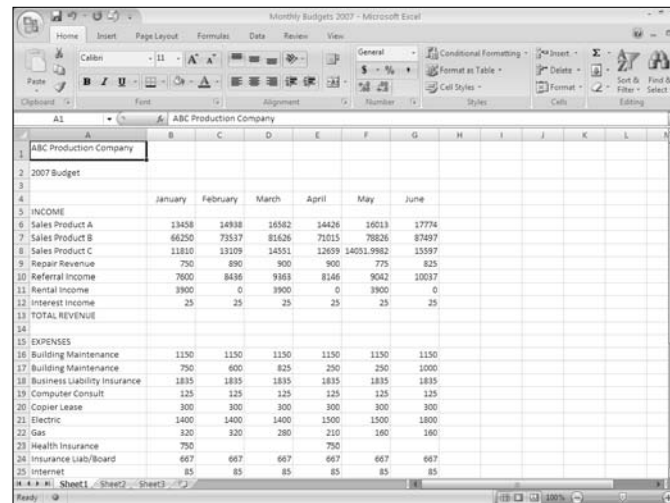 Monthly Budgets 2007 - Microsoft Excel
Home Insert Page Layout Formulas Data Review View
Calibri 11 A A General Conditional Formatting Insert Σ
Paste B I U A $ % , Format as Table Delete Sort & Find &
Cell Styles Format Filter Select
Clipboard Font Alignment Number Styles Cells Editing
A1 fx ABC Production Company
A B C D E F G H I J K L
1 ABC Production Company
2 2007 Budget
3
4 January February March April May June
5 INCOME
6 Sales Product A 13458 14938 16582 14426 16013 17774
7 Sales Product B 66250 73537 81626 71015 78826 87497
8 Sales Product C 11810 13109 14551 12659 14051.9982 15597
9 Repair Revenue 750 890 900 900 775 825
10 Referral Income 7600 8436 9363 8146 9042 10037
11 Rental Income 3900 0 3900 0 3900 0
12 Interest Income 25 25 25 25 25 25
13 TOTAL REVENUE
14
15 EXPENSES
16 Building Maintenance 1150 1150 1150 1150 1150 1150
17 Building Maintenance 750 600 825 250 250 1000
18 Business Liability Insurance 1835 1835 1835 1835 1835 1835
19 Computer Consult 125 125 125 125 125 125
20 Copier Lease 300 300 300 300 300 300
21 Electric 1400 1400 1400 1500 1500 1800
22 Gas 320 320 280 210 160 160
23 Health Insurance 750 750
24 Insurance Liab/Board 667 667 667 667 667 667
25 Internet 85 85 85 85 85 85
Sheet1 Sheet2 Sheet3
Ready 100%